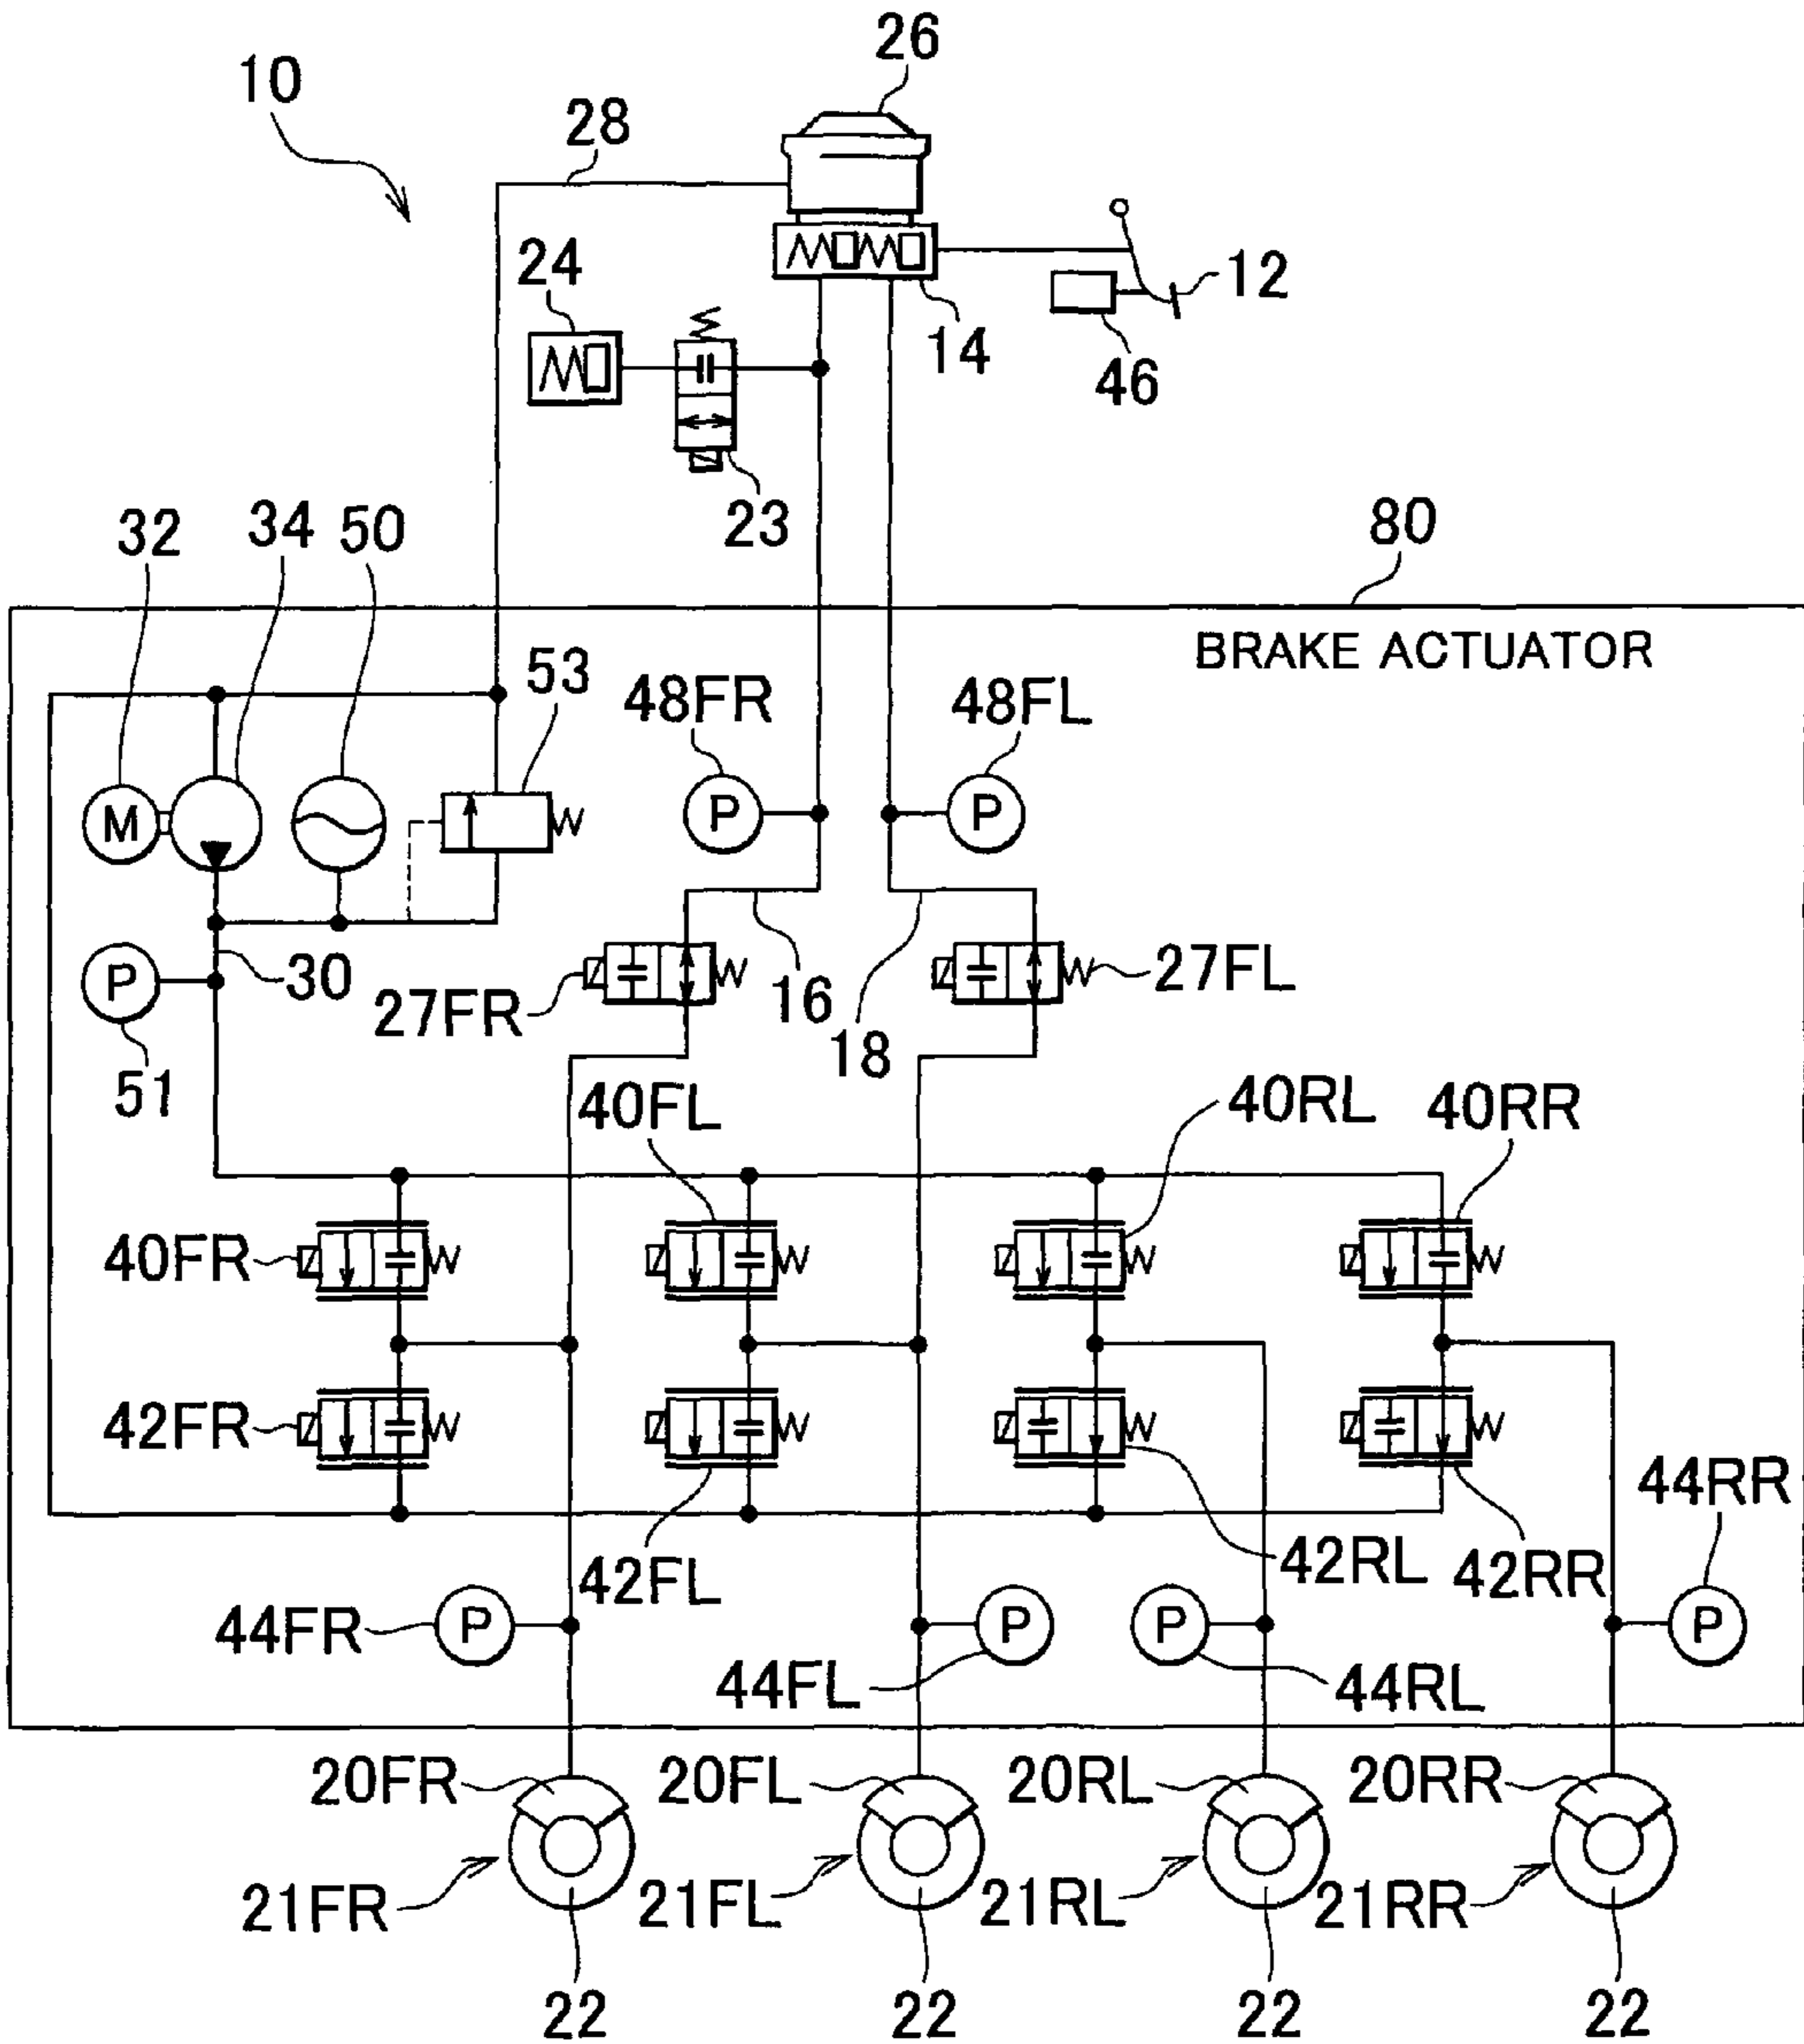 26
10
28
24
12
14
46
23
32
34
50
80
BRAKE ACTUATOR
53
48FR
48FL
M
P
P
P
30
27FR
16
27FL
18
51
40FL
40RL
40RR
40FR
42FR
44RR
42FL
42RL
42RR
44FR
P
P
P
P
44FL
44RL
20FR
20FL
20RL
20RR
21FR
21FL
21RL
21RR
22
22
22
22